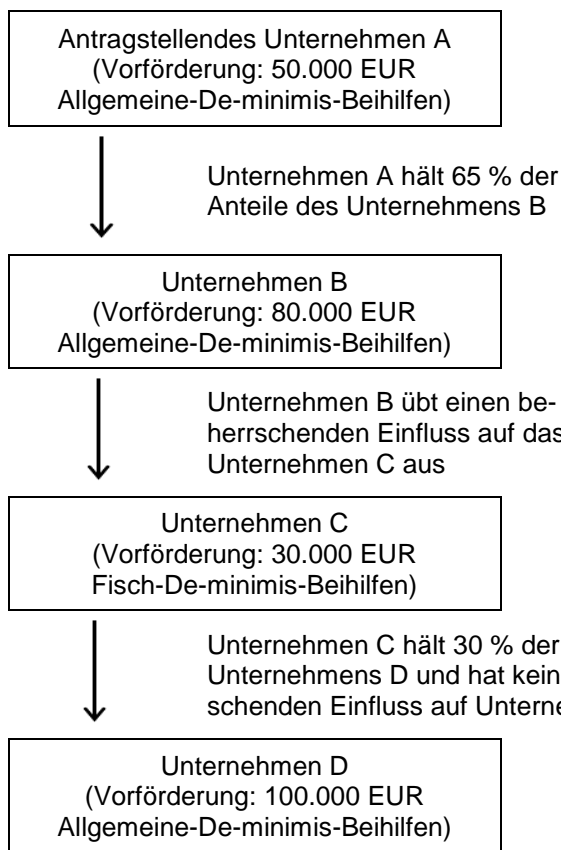 Antragstellendes Unternehmen A
(Vorförderung: 50.000 EUR
Allgemeine-De-minimis-Beihilfen)
Unternehmen A hält 65 % der
Anteile des Unternehmens B
Unternehmen B
(Vorförderung: 80.000 EUR
Allgemeine-De-minimis-Beihilfen)
Unternehmen B übt einen be-
herrschenden Einfluss auf das
Unternehmen C aus
Unternehmen C
(Vorförderung: 30.000 EUR
Fisch-De-minimis-Beihilfen)
Unternehmen C hält 30 % der
Unternehmens D und hat kein
schenden Einfluss auf
Unternehmen D
(Vorförderung: 100.000 EUR
Allgemeine-De-minimis-Beihilfen)